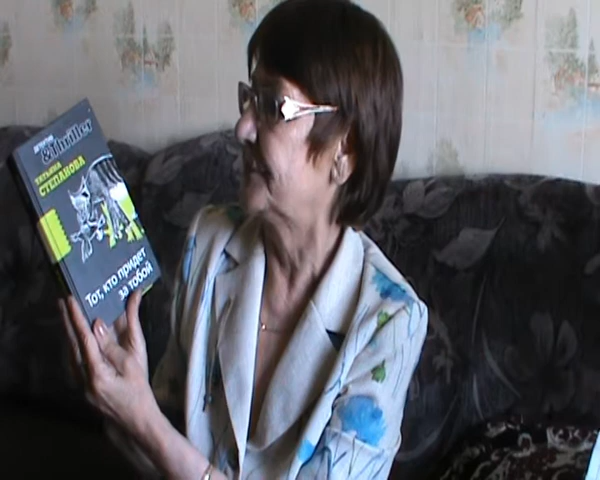 детектив
&Thriller
ТАТЬЯНА
СТЕПАНОВА
Тот, кто придет
за тобой